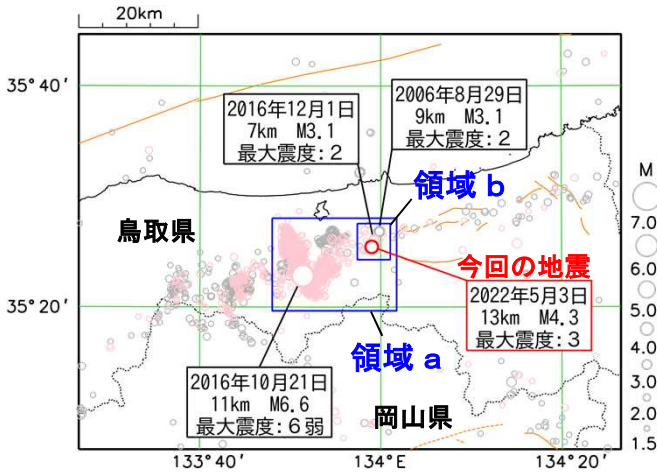 20km
35°40'
35°20'
2016年12月1日
7km M3.1
最大震度:2
2006年8月29日
9km M3.1
最大震度:2
領域 b
鳥取県
今回の地震
2022年5月3日
13km M4.3
最大震度:3
領域 a
2016年10月21日
11km M6.6
最大震度:6弱
岡山県
M
7.0
6.0
5.0
4.0
3.0
2.0
1.5
133°40'
134°E
134°20'